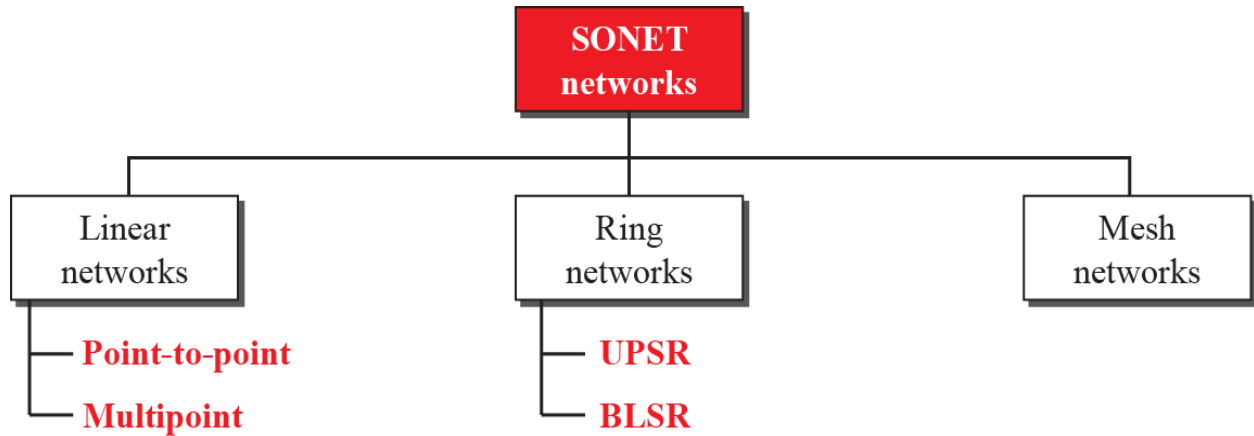 SONET
networks
Linear
networks
Ring
networks
Mesh
networks
Point-to-point
UPSR
Multipoint
BLSR